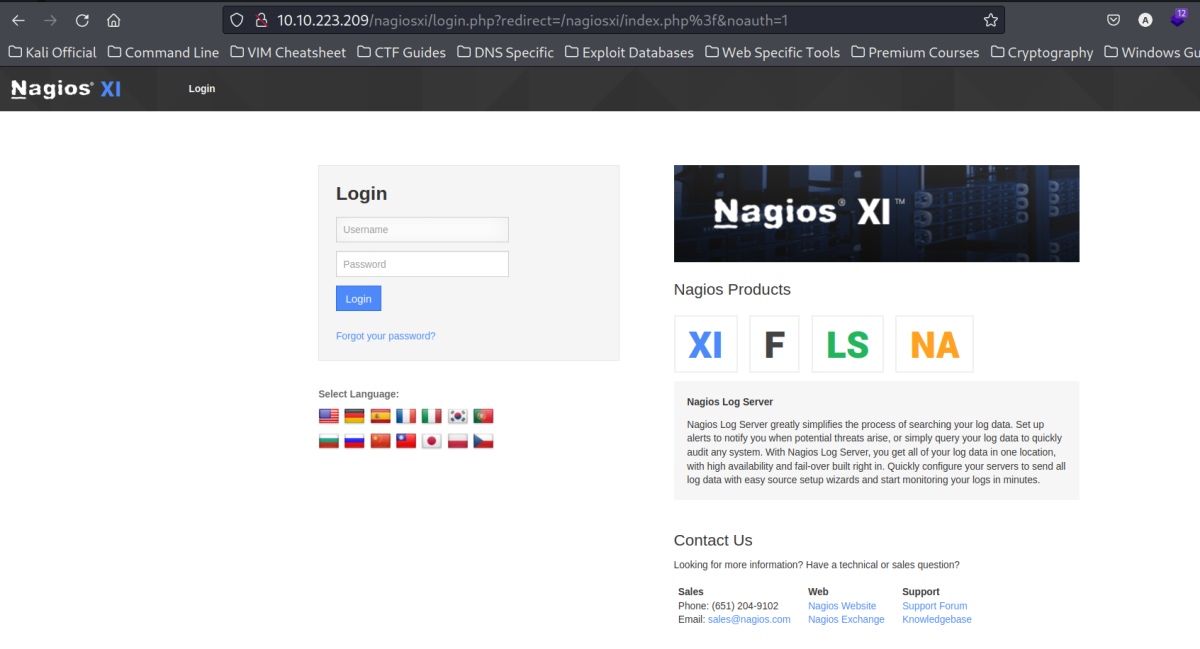 10.10.223.209/nagiosxi/login.php?redirect=/nagiosxi/index.php%3f&noauth=1
A
12
Kali Official Command Line VIM Cheatsheet CTF Guides DNS Specific Exploit Databases Web Specific Tools Premium Courses Cryptography Windows Gu
Nagios® XI Login
Login
Username
Password
Login
Forgot your password?
Select Language:
Nagios® XI™
Nagios Products
XI F LS NA
Nagios Log Server
Nagios Log Server greatly simplifies the process of searching your log data. Set up
alerts to notify you when potential threats arise, or simply query your log data to quickly
audit any system. With Nagios Log Server, you get all of your log data in one location,
with high availability and fail-over built right in. Quickly configure your servers to send all
log data with easy source setup wizards and start monitoring your logs in minutes.
Contact Us
Looking for more information? Have a technical or sales question?
Sales Web Support
Phone: (651) 204-9102 Nagios Website Support Forum
Email: sales@nagios.com Nagios Exchange Knowledgebase